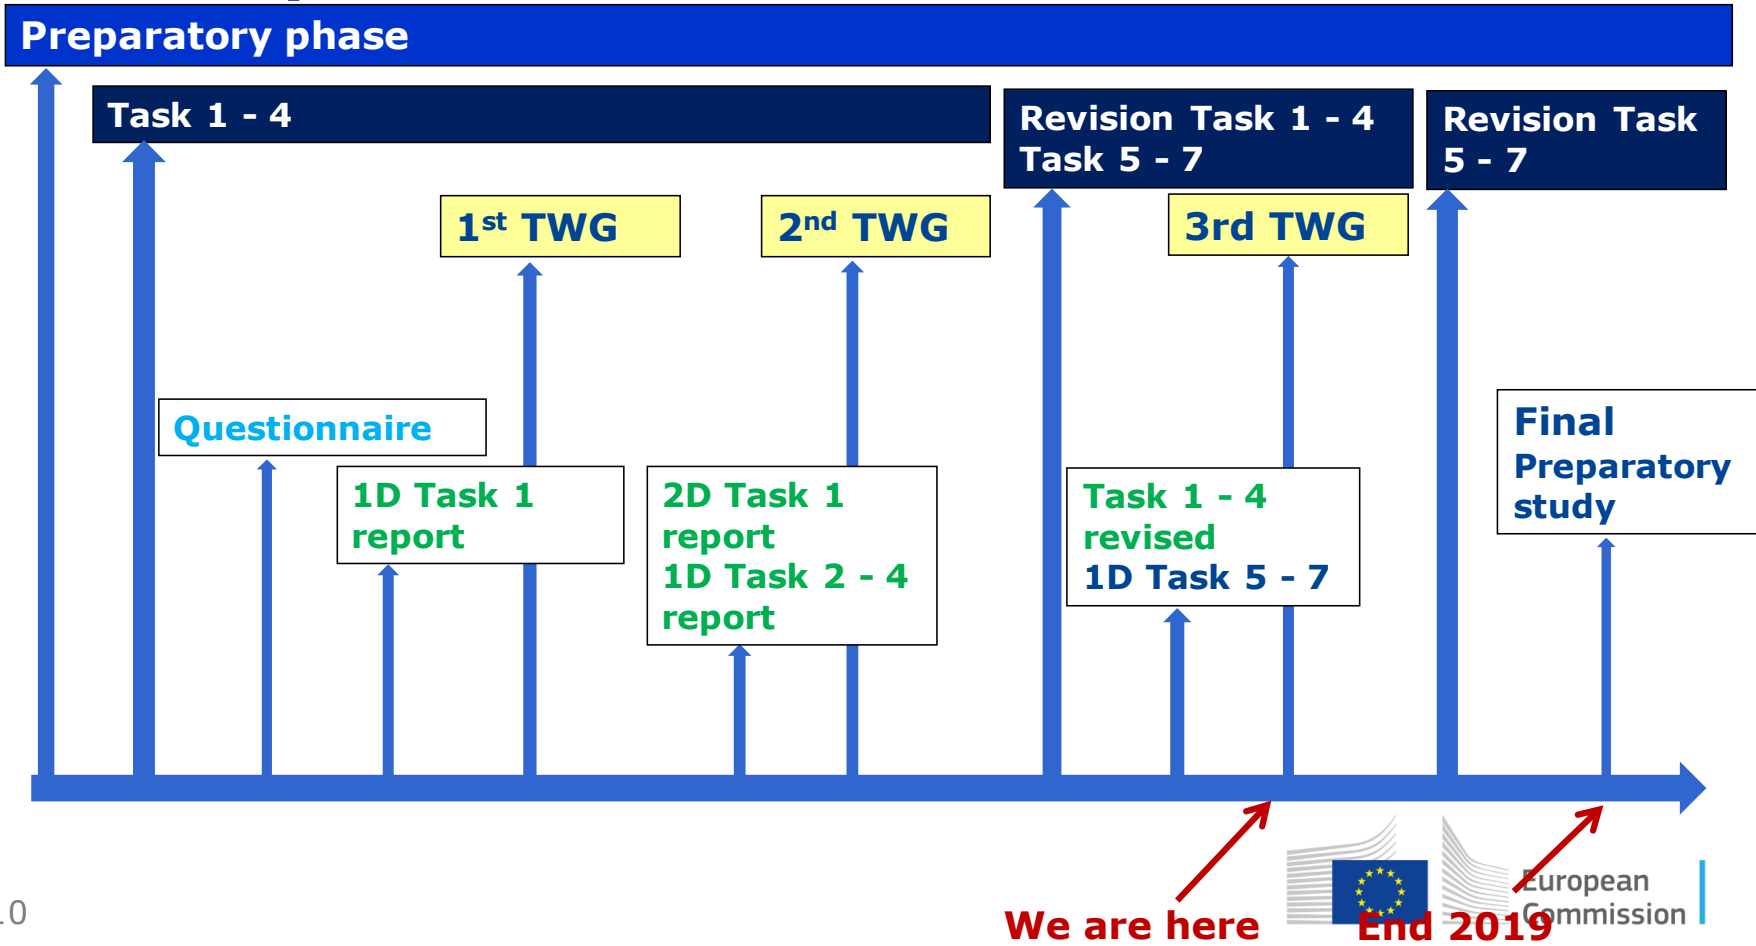 Preparatory phase
Task 1 - 4
Revision Task 1 - 4
Task 5 - 7
Revision Task
5 - 7
1st TWG
2nd TWG
3rd TWG
Questionnaire
1D Task 1
report
2D Task 1
report
1D Task 2 - 4
report
Task 1 - 4
revised
1D Task 5 - 7
Final
Preparatory
study
We are here
End 2019
European
Commission